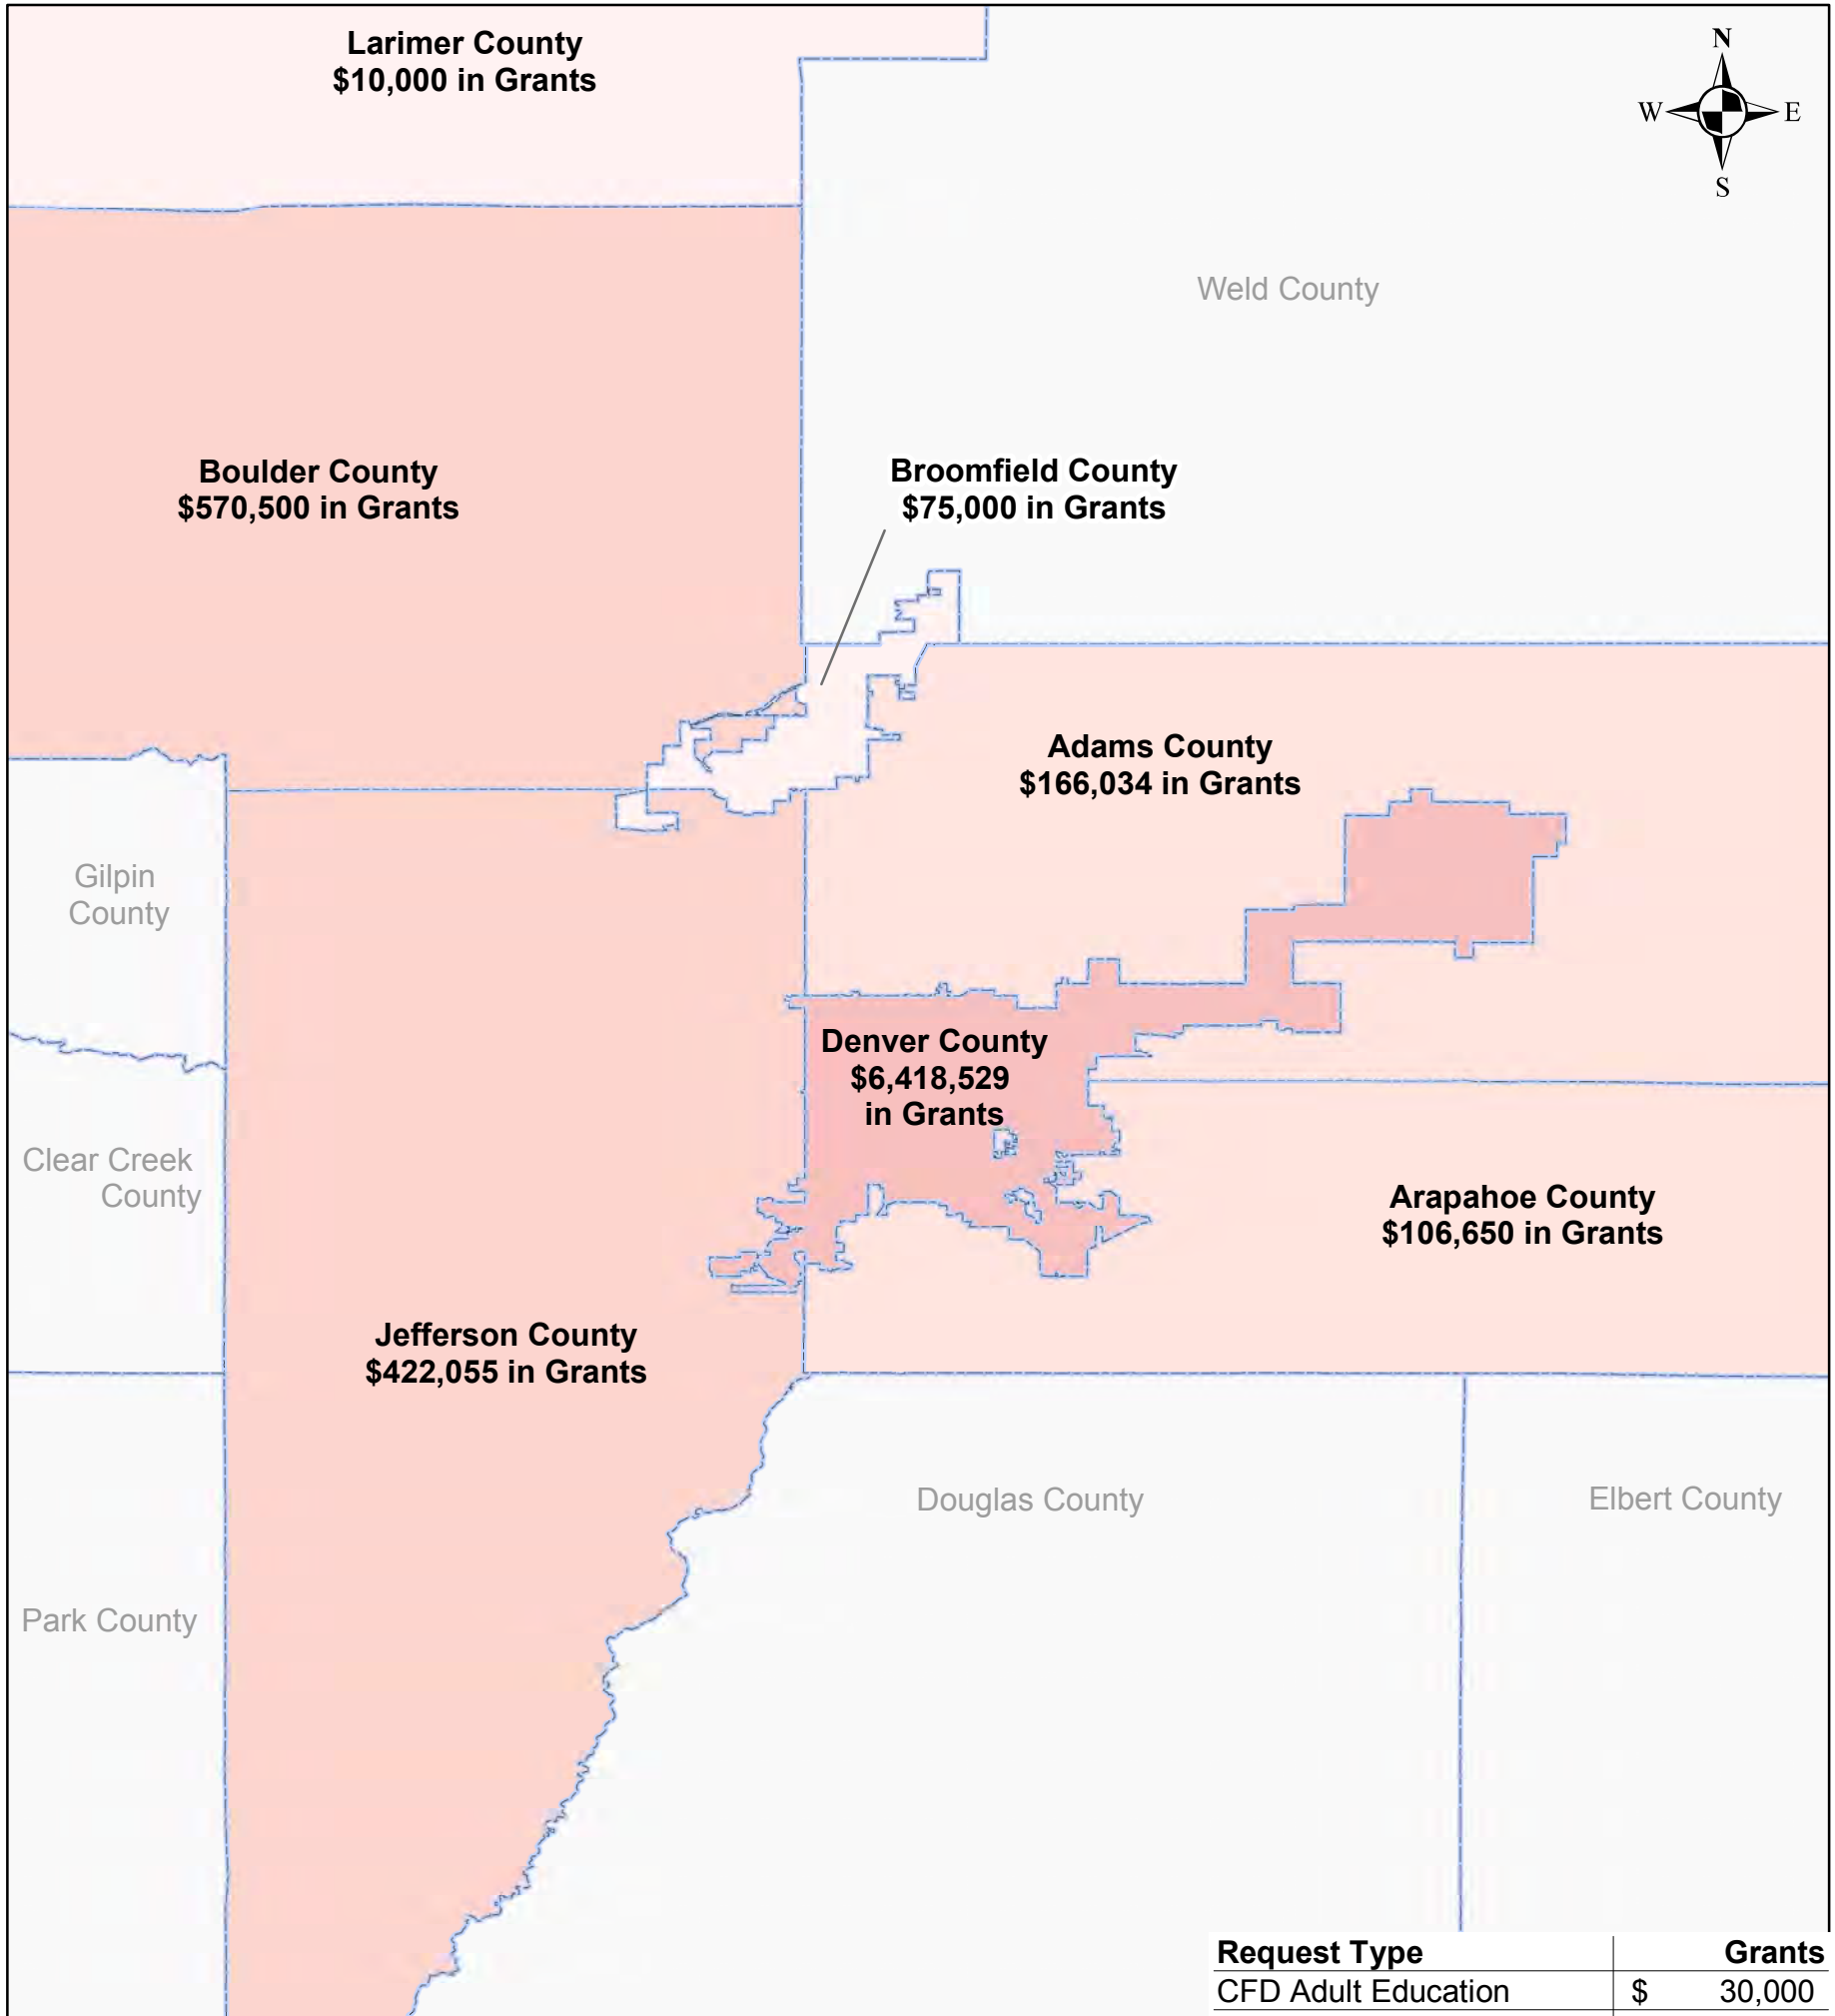 Larimer County
$10,000 in Grants
N
W E
S
Weld County
Boulder County
$570,500 in Grants
Broomfield County
$75,000 in Grants
Adams County
$166,034 in Grants
Gilpin
County
Denver County
$6,418,529
in Grants
Clear Creek
County
Arapahoe County
$106,650 in Grants
Jefferson County
$422,055 in Grants
Douglas County
Elbert County
Park County
Request Type Grants
CFD Adult Education $ 30,000